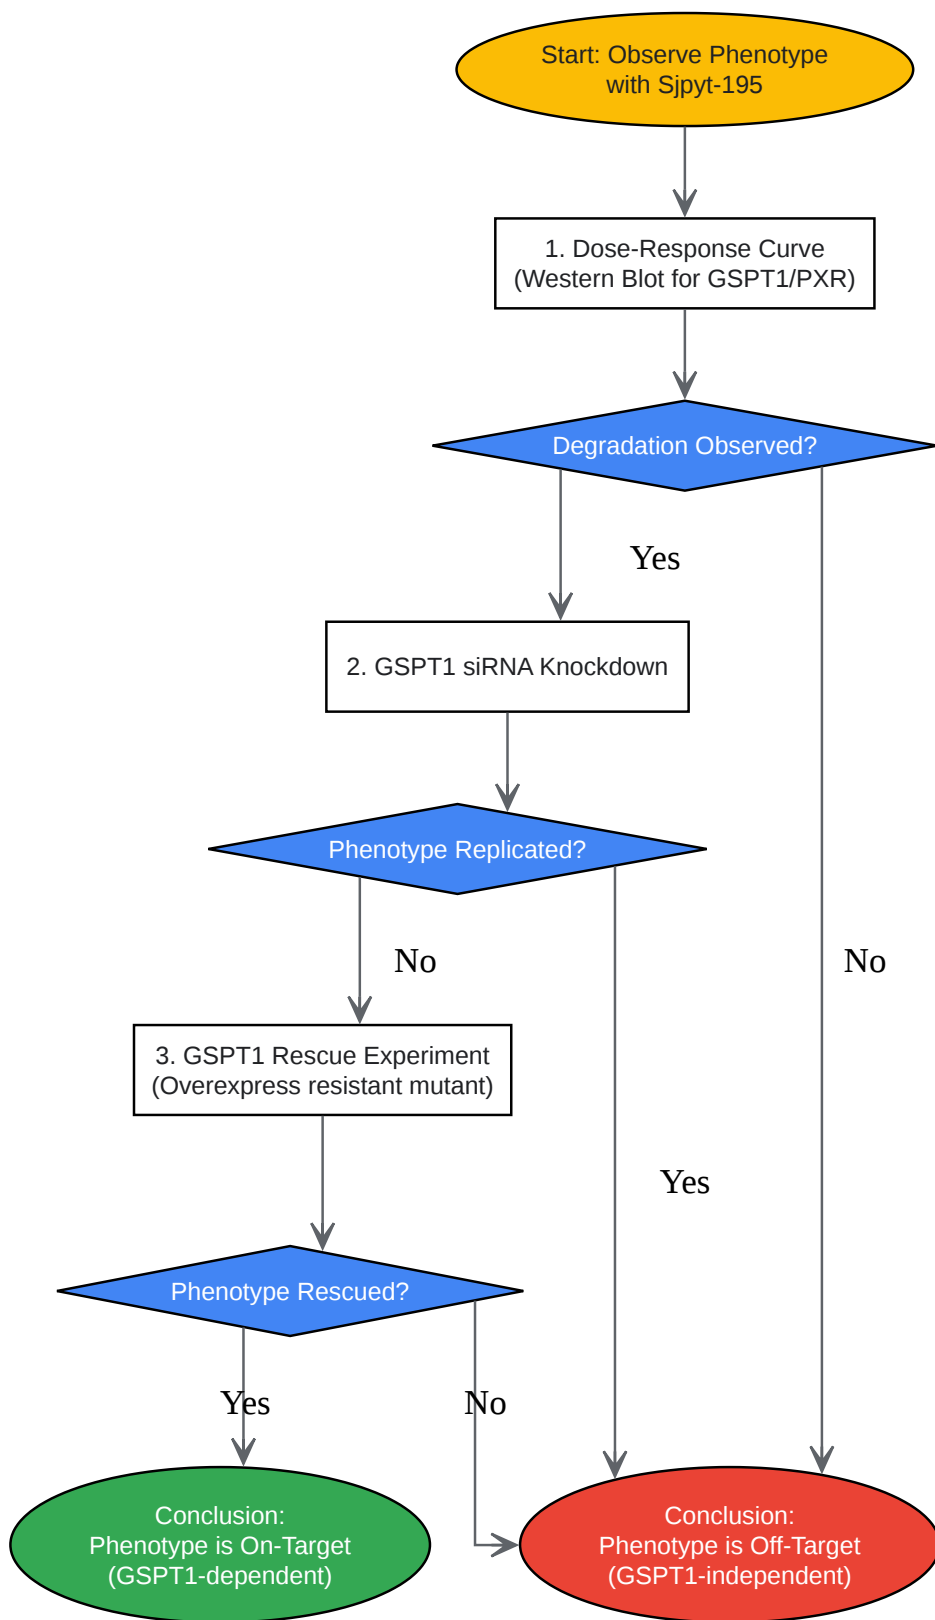 Start: Observe Phenotype
with Sjpyt-195
1. Dose-Response Curve
(Western Blot for GSPT1/PXR)
Degradation Observed?
Yes
2. GSPT1 siRNA Knockdown
Phenotype Replicated?
No
No
3. GSPT1 Rescue Experiment
(Overexpress resistant mutant)
Yes
Phenotype Rescued?
Yes
No
Conclusion:
Phenotype is On-Target
(GSPT1-dependent)
Conclusion:
Phenotype is Off-Target
(GSPT1-independent)